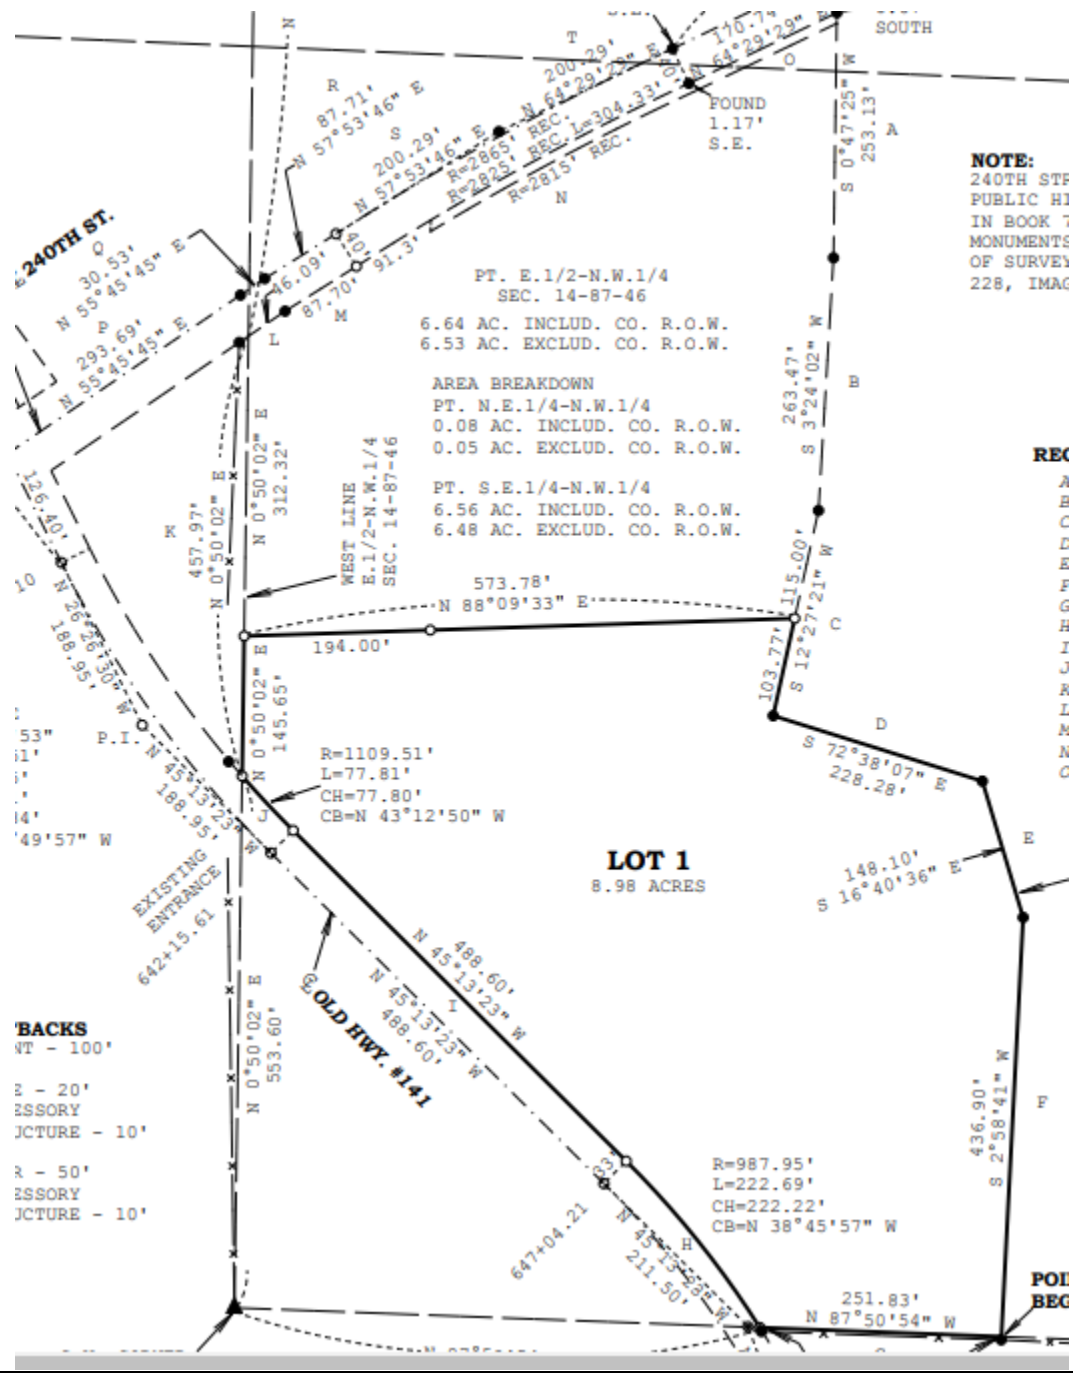 SOUTH
170.74'
N 64°29'29" E
T
200.29'
N 64°29'29" E
O
R
87.71'
N 57°53'46" E
S
200.29'
N 57°53'46" E
R=2865' REC.
R=2825' REC. L=304.33'
R=2815' REC.
N
FOUND
1.17'
S.E.
S 0°47'25" W
253.13'
A
NOTE:
240TH STR
PUBLIC HI
IN BOOK 7
MONUMENTS
OF SURVEY
228, IMAG
240TH ST.
Q
30.53'
N 55°45'45" E
P
293.69'
N 55°45'45" E
46.09'
40'
91.3'
87.70'
M
L
PT. E.1/2-N.W.1/4
SEC. 14-87-46
6.64 AC. INCLUD. CO. R.O.W.
6.53 AC. EXCLUD. CO. R.O.W.
AREA BREAKDOWN
PT. N.E.1/4-N.W.1/4
0.08 AC. INCLUD. CO. R.O.W.
0.05 AC. EXCLUD. CO. R.O.W.
PT. S.E.1/4-N.W.1/4
6.56 AC. INCLUD. CO. R.O.W.
6.48 AC. EXCLUD. CO. R.O.W.
263.47'
S 3°24'02" W
B
REC
A
B
C
D
E
F
G
H
I
J
K
L
M
N
O
N 0°50'02" E
312.32'
WEST LINE
E.1/2-N.W.1/4
SEC. 14-87-46
K
457.97'
N 0°50'02" E
126.40'
10
N 26°26'30" W
188.95'
P.I.
573.78'
N 88°09'33" E
194.00'
115.00'
S 12°27'21" W
103.77'
C
N 0°50'02" E
145.65'
D
S 72°38'07" E
228.28'
53"
51'
4'
'49'57" W
N 45°13'23" W
188.95'
R=1109.51'
L=77.81'
CH=77.80'
CB=N 43°12'50" W
J
EXISTING
ENTRANCE
642+15.61
LOT 1
8.98 ACRES
E
148.10'
S 16°40'36" E
488.60'
N 45°13'23" W
I
N 45°13'23" W
488.60'
OLD HWY. #141
N 0°50'02" E
553.60'
TBACKS
NT - 100'
E - 20'
ESSORY
UCTURE - 10'
R - 50'
ESSORY
UCTURE - 10'
436.90'
S 2°58'41" W
F
33'
R=987.95'
L=222.69'
CH=222.22'
CB=N 38°45'57" W
647+04.21
H
N 45°13'23" W
211.50'
251.83'
N 87°50'54" W
POI
BEG